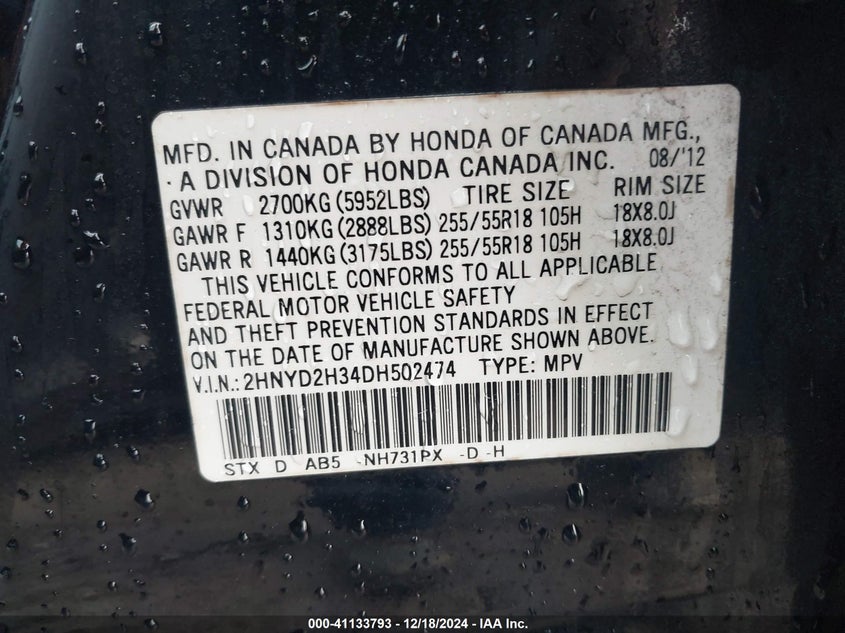 MFD. IN CANADA BY HONDA OF CANADA MFG.,
A DIVISION OF HONDA CANADA INC. 08/'12
GVWR 2700KG (5952LBS) TIRE SIZE RIM SIZE
GAWR F 1310KG (2888LBS) 255/55R18 105H 18X8.0J
GAWR R 1440KG (3175LBS) 255/55R18 105H 18X8.0J
THIS VEHICLE CONFORMS TO ALL APPLICABLE
FEDERAL MOTOR VEHICLE SAFETY
AND THEFT PREVENTION STANDARDS IN EFFECT
ON THE DATE OF MANUFACTURE SHOWN ABOVE.
V.I.N.: 2HNYD2H34DH502474 TYPE: MPV
STX D AB5 NH731PX -D -H
000-41133793 - 12/18/2024 - IAA Inc.